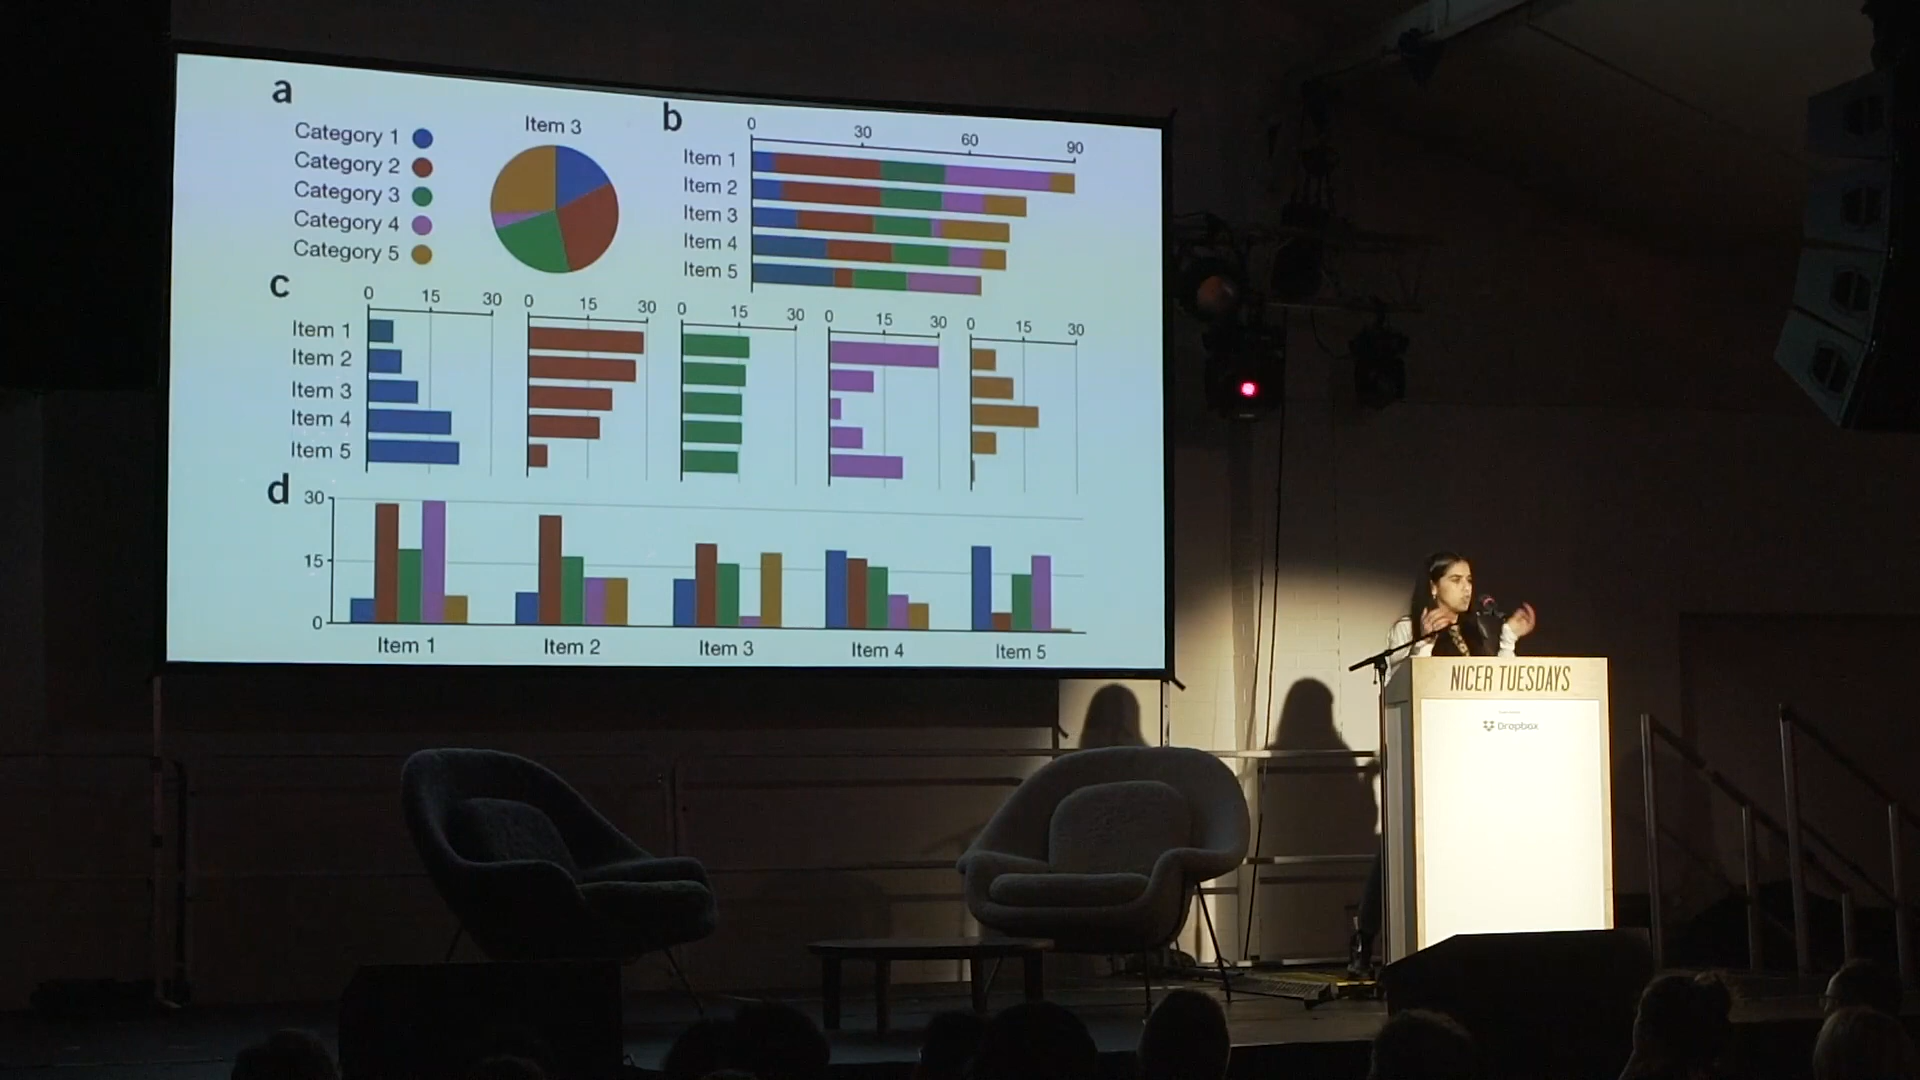 a
Category 1
Category 2
Category 3
Category 4
Category 5
Item 3
b
0 30 60 90
Item 1
Item 2
Item 3
Item 4
Item 5
c
0 15 30 0 15 30 0 15 30 0 15 30 0 15 30
Item 1
Item 2
Item 3
Item 4
Item 5
d
30
15
0
Item 1 Item 2 Item 3 Item 4 Item 5
NICER TUESDAYS
Dropbox